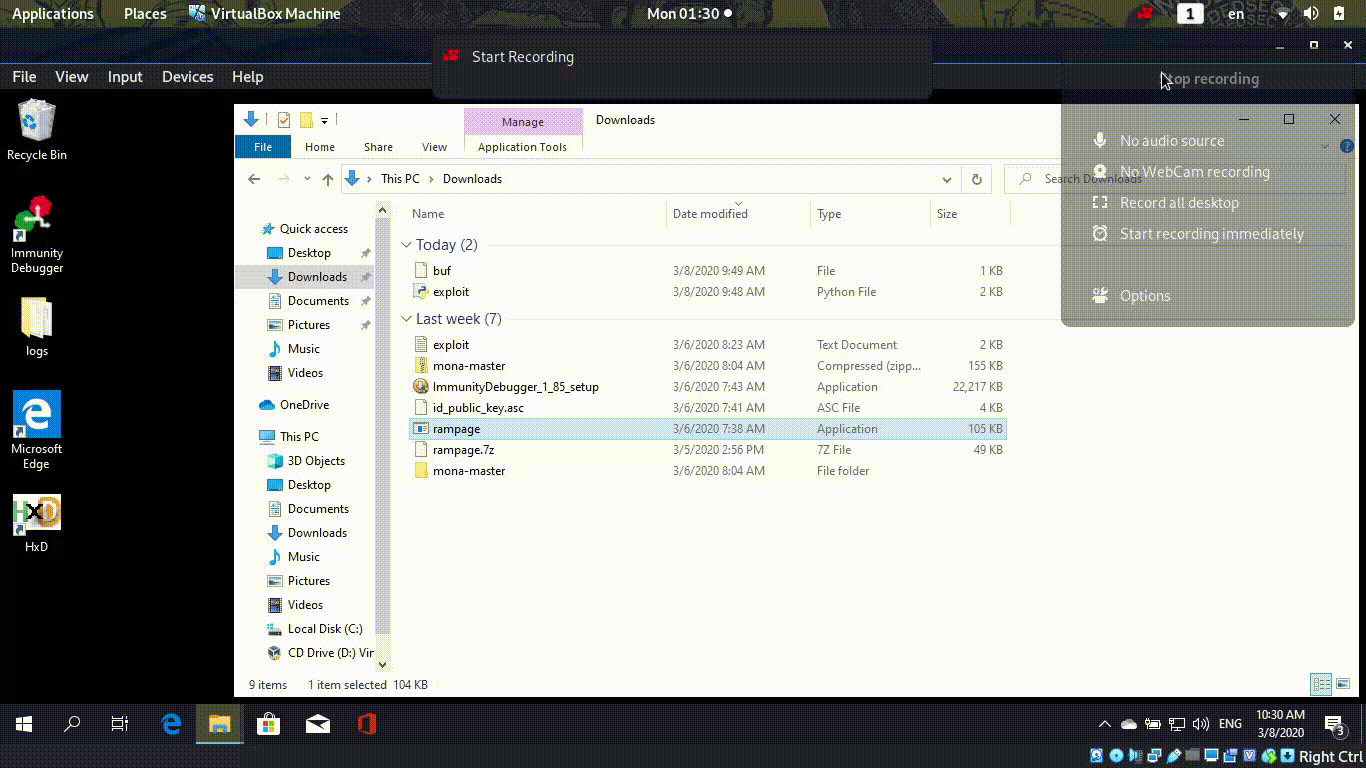 Applications Places VirtualBox Machine Mon 01:30 1 en
Start Recording
File View Input Devices Help
Stop recording
No audio source
No WebCam recording
Record all desktop
Start recording immediately
Options
Recycle Bin
Immunity
Debugger
logs
Microsoft
Edge
HxD
Manage Downloads
File Home Share View Application Tools
This PC Downloads Search Downloads
Quick access
Desktop
Downloads
Documents
Pictures
Music
Videos
OneDrive
This PC
3D Objects
Desktop
Documents
Downloads
Music
Pictures
Videos
Local Disk (C:)
CD Drive (D:) Vir
Name Date modified Type Size
Today (2)
buf 3/8/2020 9:49 AM File 1 KB
exploit 3/8/2020 9:48 AM Python File 2 KB
Last week (7)
exploit 3/6/2020 8:23 AM Text Document 2 KB
mona-master 3/6/2020 8:04 AM Compressed (zipp... 155 KB
ImmunityDebugger_1_85_setup 3/6/2020 7:43 AM Application 22,217 KB
id_public_key.asc 3/6/2020 7:41 AM ASC File 4 KB
rampage 3/6/2020 7:38 AM Application 105 KB
rampage.7z 3/5/2020 2:56 PM 7Z File 49 KB
mona-master 3/6/2020 8:04 AM File folder
9 items 1 item selected 104 KB
ENG 10:30 AM
3/8/2020 3
Right Ctrl